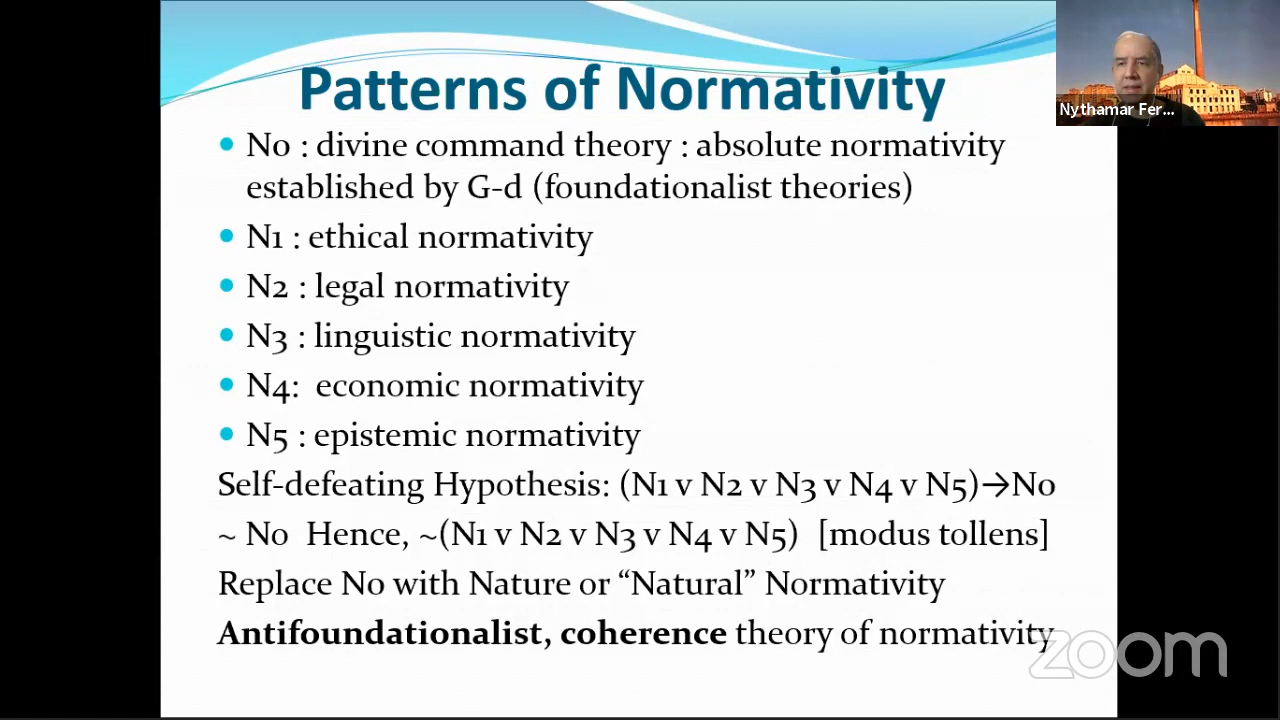 Patterns of Normativity
Nythamar Fer...
• No : divine command theory : absolute normativity
established by G-d (foundationalist theories)
• N1 : ethical normativity
• N2 : legal normativity
• N3 : linguistic normativity
• N4: economic normativity
• N5 : epistemic normativity
Self-defeating Hypothesis: (N1 v N2 v N3 v N4 v N5)→No
~ No Hence, ~(N1 v N2 v N3 v N4 v N5) [modus tollens]
Replace No with Nature or “Natural” Normativity
Antifoundationalist, coherence theory of normativity
zoom